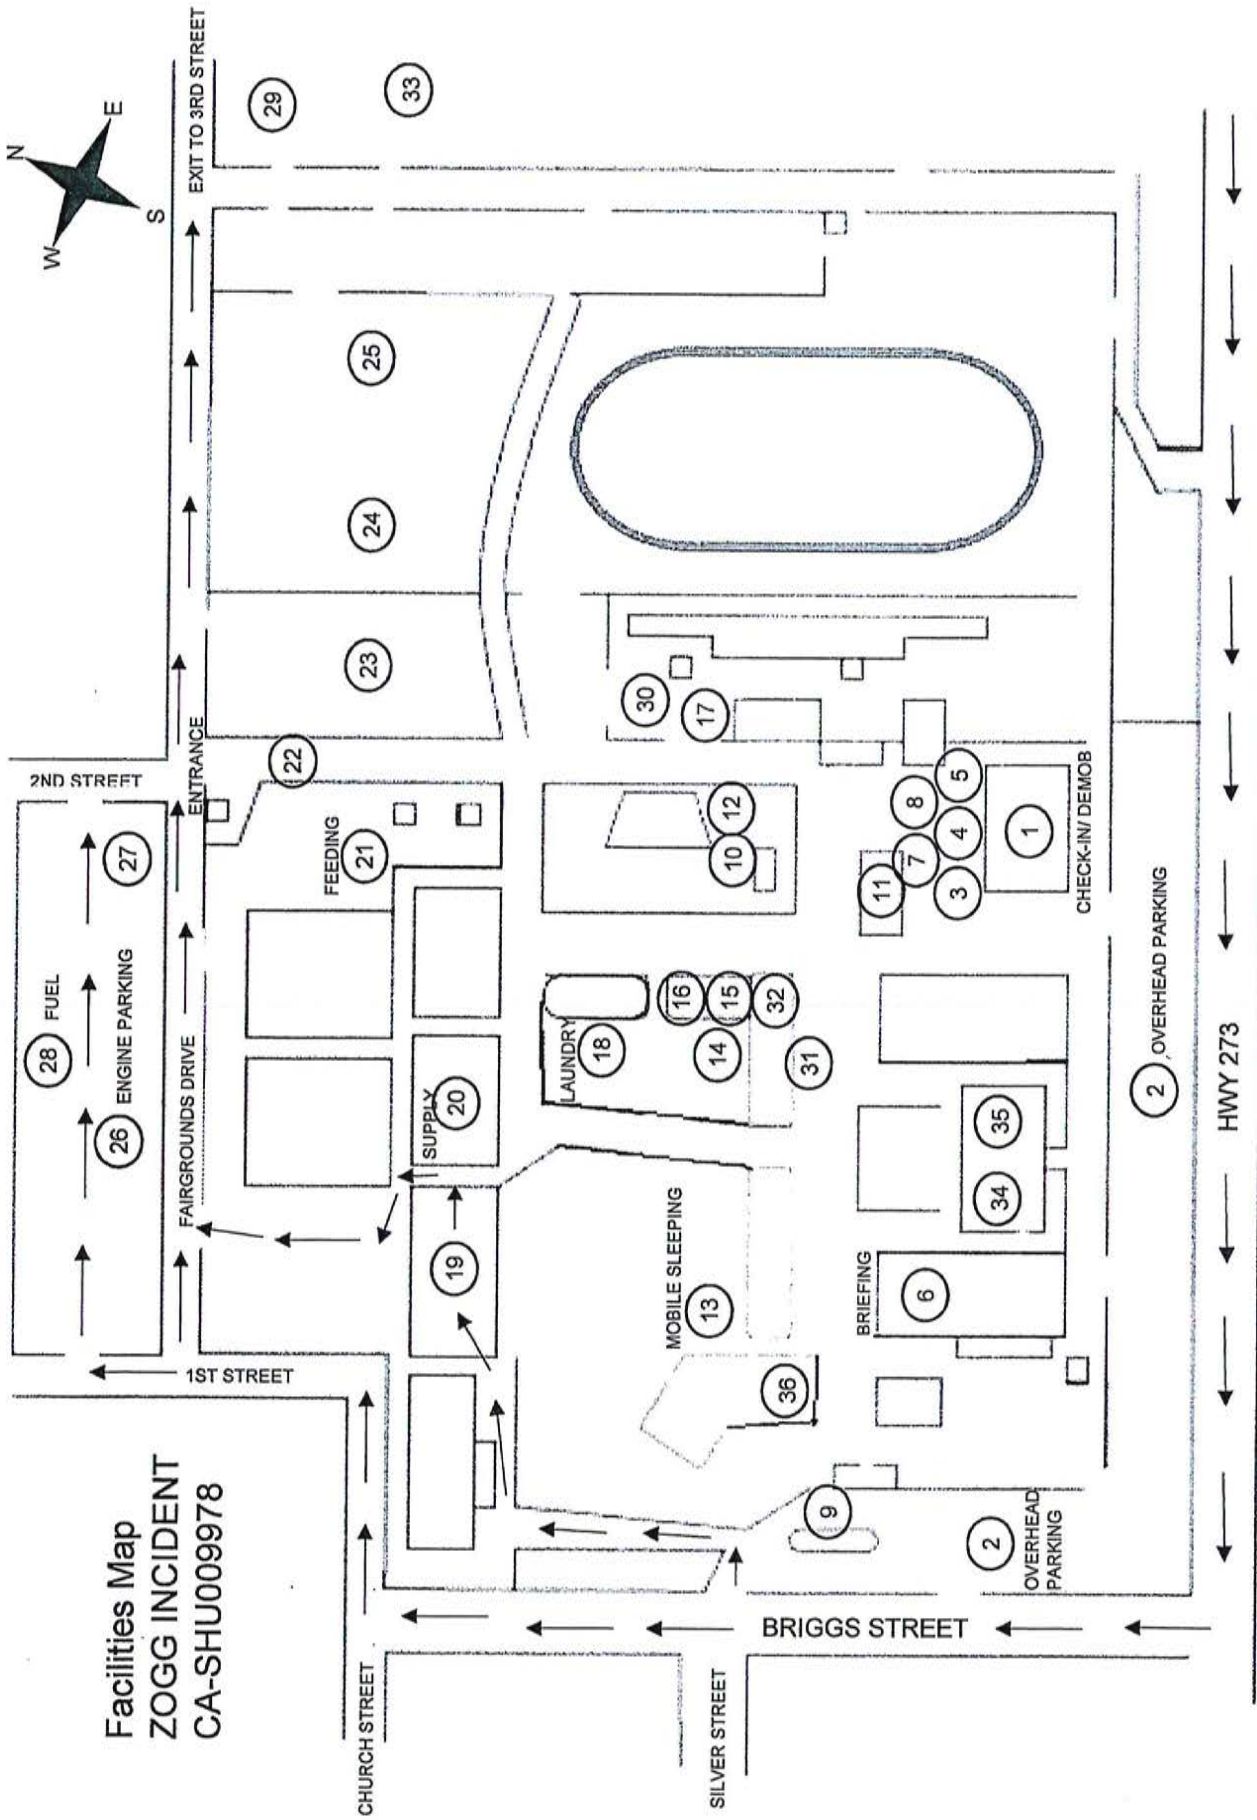 Facilities Map
ZOGG INCIDENT
CA-SHU009978
N
W
E
S
EXIT TO 3RD STREET
29
33
2ND STREET
ENTRANCE
28
FUEL
27
26
ENGINE PARKING
FAIRGROUNDS DRIVE
1ST STREET
CHURCH STREET
22
23
24
25
FEEDING
21
SUPPLY
20
19
LAUNDRY
18
16
15
32
14
31
MOBILE SLEEPING
13
36
30
17
12
10
8
5
7
4
11
3
1
CHECK-IN/ DEMOB
35
34
BRIEFING
6
9
2
OVERHEAD
PARKING
2
,OVERHEAD PARKING
SILVER STREET
BRIGGS STREET
HWY 273